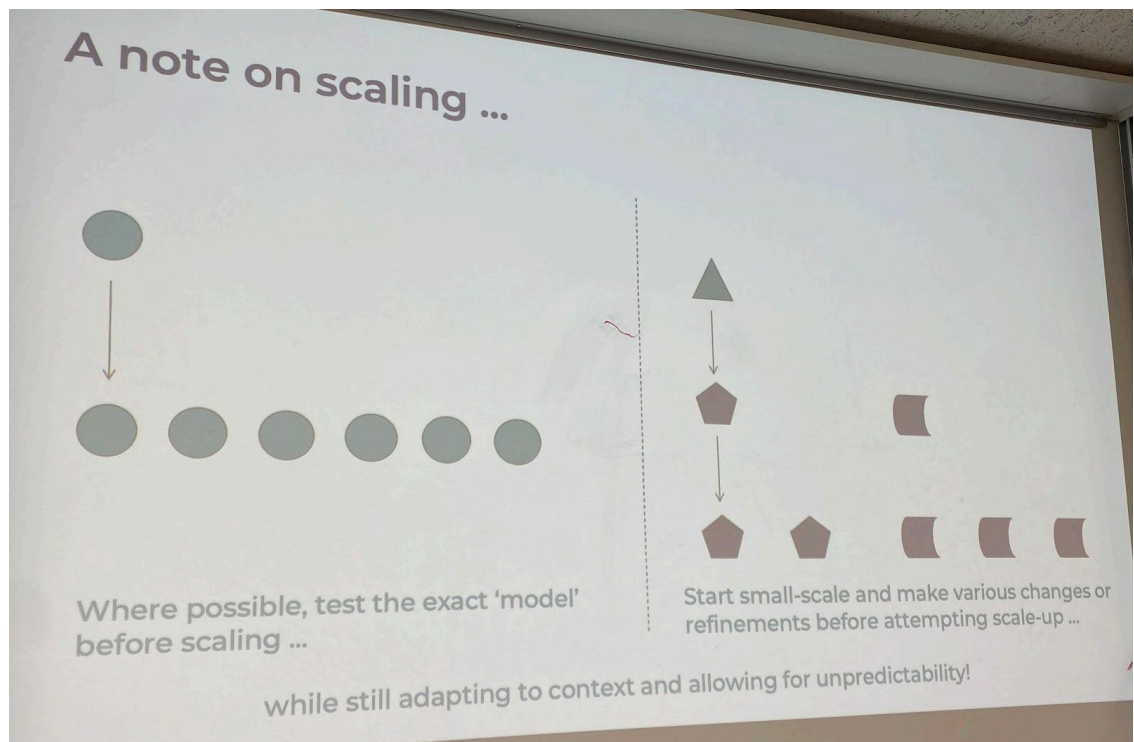 A note on scaling ...
Where possible, test the exact ‘model’
before scaling ...
Start small-scale and make various changes or
refinements before attempting scale-up ...
while still adapting to context and allowing for unpredictability!